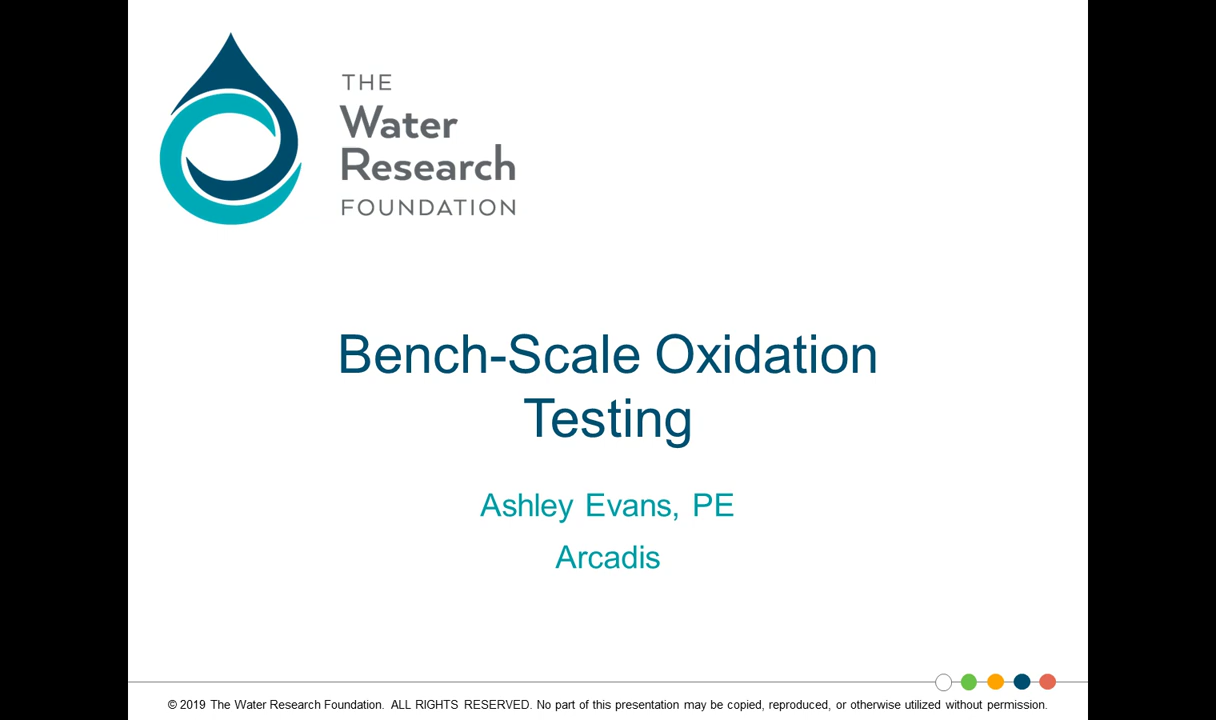 THE
Water
Research
FOUNDATION
Bench-Scale Oxidation
Testing
Ashley Evans, PE
Arcadis
© 2019 The Water Research Foundation. ALL RIGHTS RESERVED. No part of this presentation may be copied, reproduced, or otherwise utilized without permission.